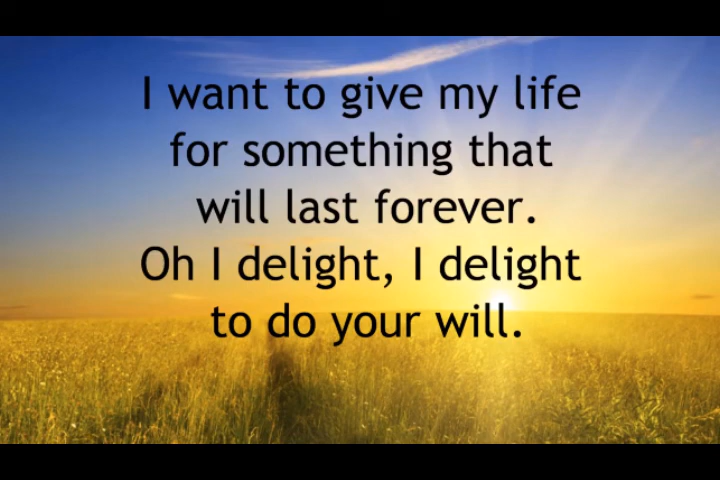 I want to give my life
for something that
will last forever.
Oh I delight, I delight
to do your will.